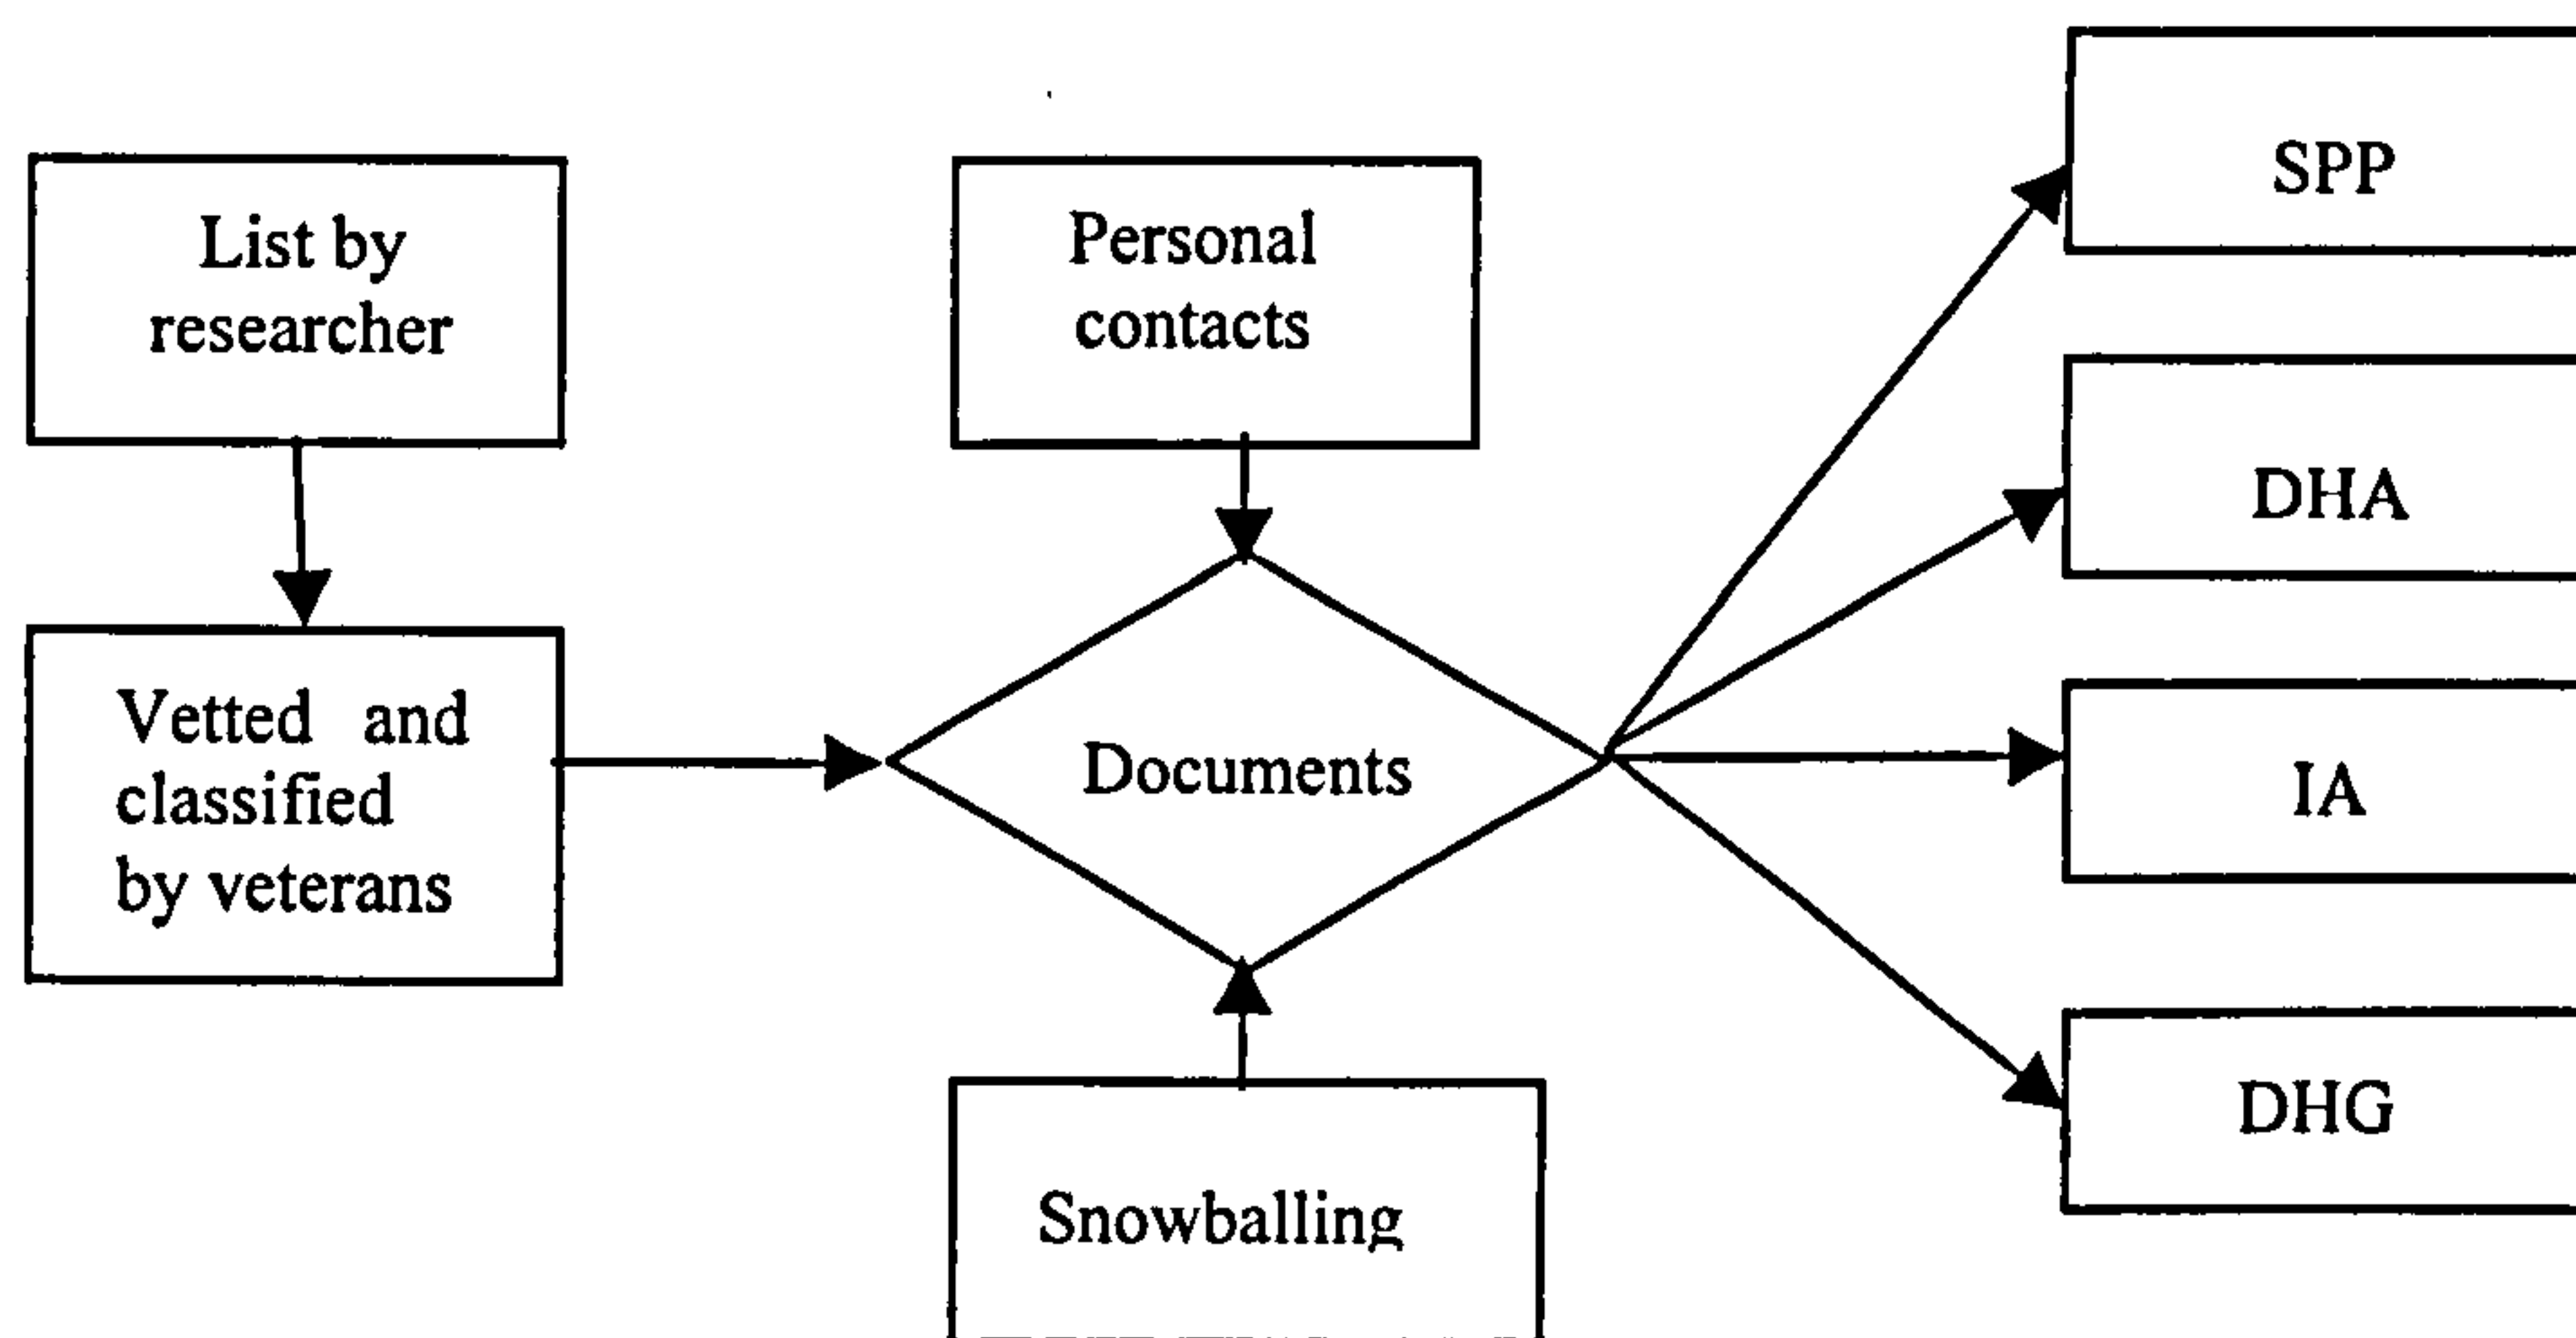 List by
researcher
Personal
contacts
SPP
DHA
Vetted and
classified
by veterans
Documents
IA
DHG
Snowballing